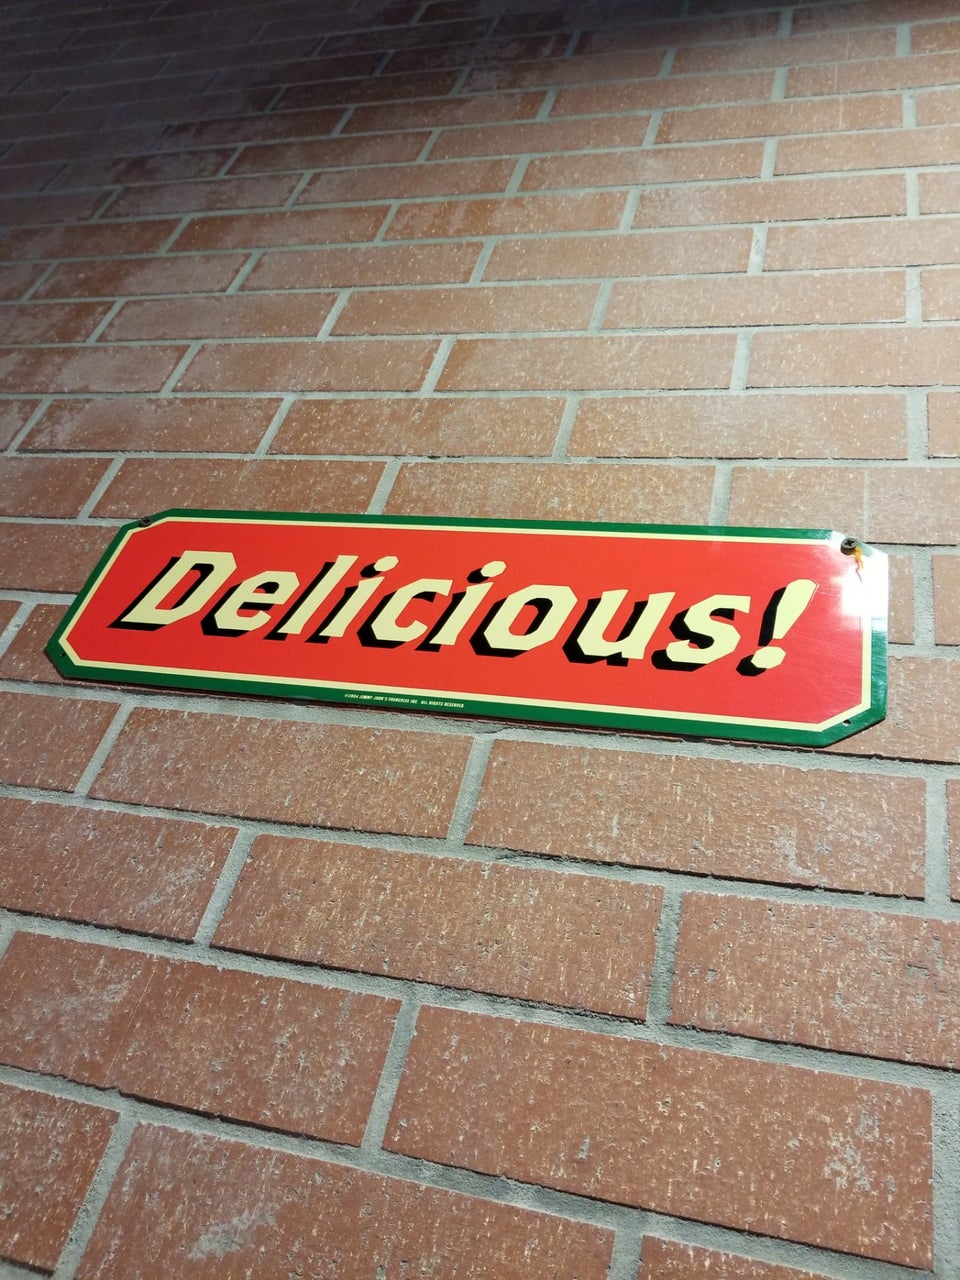 Delicious!
©2004 JIMMY JOHN'S FRANCHISE INC. ALL RIGHTS RESERVED.